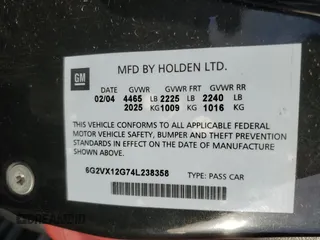 GM
MFD BY HOLDEN LTD.
GVWR GVWR FRT GVWR RR
02/04 4465 LB 2225 LB 2240 LB
2025 KG 1009 KG 1016 KG
THIS VEHICLE CONFORMS TO ALL APPLICABLE FEDERAL
MOTOR VEHICLE SAFETY, BUMPER AND THEFT PREVENTION
STANDARDS IN EFFECT ON THE DATE OF MANUFACTURE
SHOWN ABOVE.
6G2VX12G74L238358 TYPE: PASS CAR